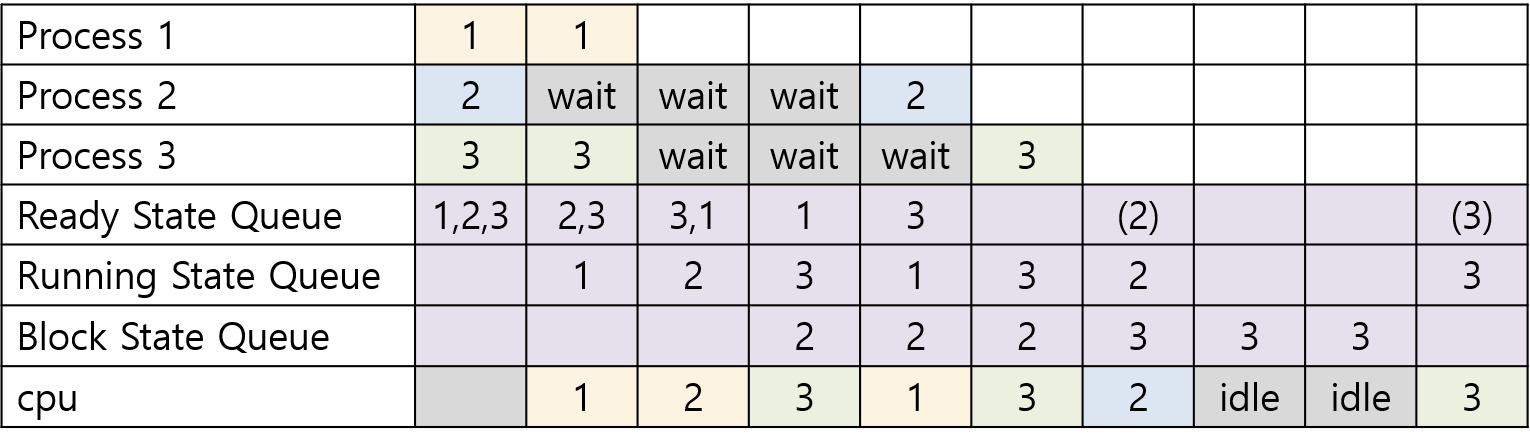 Process 1 1 1
Process 2 2 wait wait wait 2
Process 3 3 3 wait wait wait 3
Ready State Queue 1,2,3 2,3 3,1 1 3 (2) (3)
Running State Queue 1 2 3 1 3 2 3
Block State Queue 2 2 2 3 3 3
cpu 1 2 3 1 3 2 idle idle 3